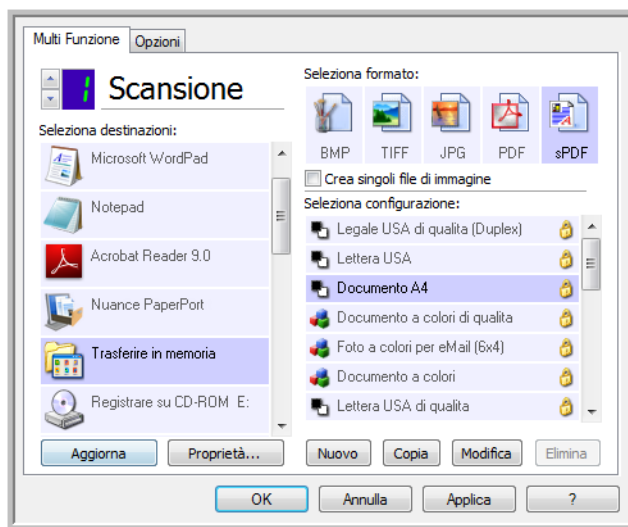 Multi Funzione
Opzioni
1
Scansione
Seleziona destinazioni:
Microsoft WordPad
Notepad
Acrobat Reader 9.0
Nuance PaperPort
Trasferire in memoria
Registrare su CD-ROM E:
Aggiorna
Proprietà...
Seleziona formato:
BMP
TIFF
JPG
PDF
sPDF
Crea singoli file di immagine
Seleziona configurazione:
Legale USA di qualita (Duplex)
Lettera USA
Documento A4
Documento a colori di qualita
Foto a colori per eMail (6x4)
Documento a colori
Lettera USA di qualita
Nuovo
Copia
Modifica
Elimina
OK
Annulla
Applica
?